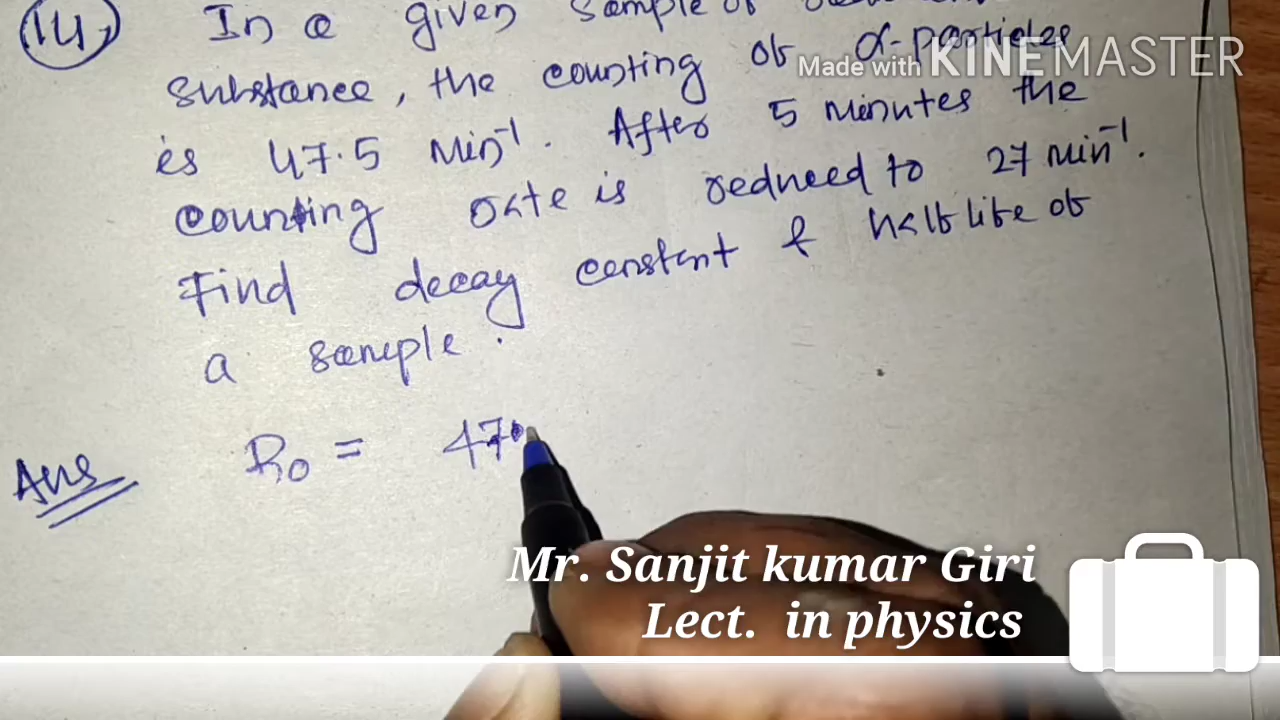 14, In a given sample of
substance, the counting of α-particles
is 47.5 Min⁻¹. After 5 minutes the
counting rate is reduced to 27 min⁻¹.
Find decay constant & half life of
a sample.
Ans R₀ = 47.
Made with KINEMASTER
Mr. Sanjit kumar Giri
Lect. in physics